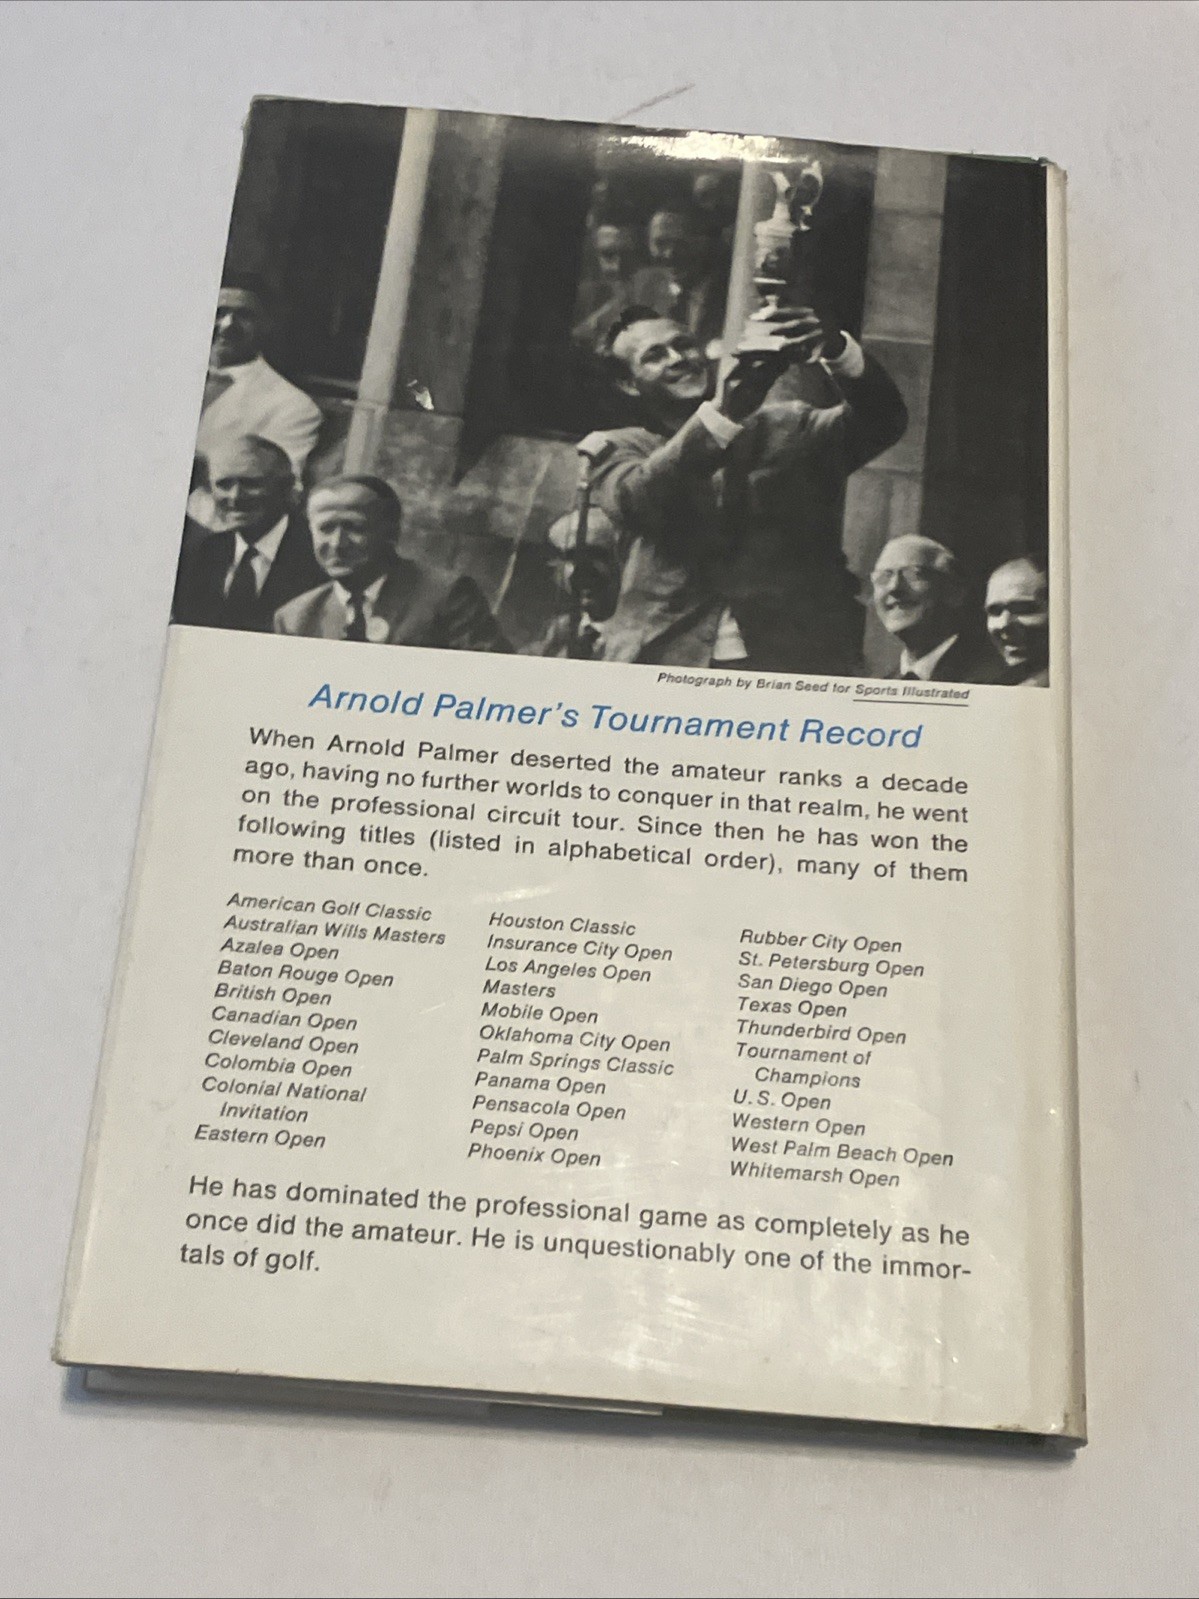 Photograph by Brian Seed for Sports Illustrated
Arnold Palmer's Tournament Record
When Arnold Palmer deserted the amateur ranks a decade
ago, having no further worlds to conquer in that realm, he went
on the professional circuit tour. Since then he has won the
following titles (listed in alphabetical order), many of them
more than once.
American Golf Classic
Australian Wills Masters
Azalea Open
Baton Rouge Open
British Open
Canadian Open
Cleveland Open
Colombia Open
Colonial National
Invitation
Eastern Open
Houston Classic
Insurance City Open
Los Angeles Open
Masters
Mobile Open
Oklahoma City Open
Palm Springs Classic
Panama Open
Pensacola Open
Pepsi Open
Phoenix Open
Rubber City Open
St. Petersburg Open
San Diego Open
Texas Open
Thunderbird Open
Tournament of
Champions
U.S. Open
Western Open
West Palm Beach Open
Whitemarsh Open
He has dominated the professional game as completely as he
once did the amateur. He is unquestionably one of the immor-
tals of golf.